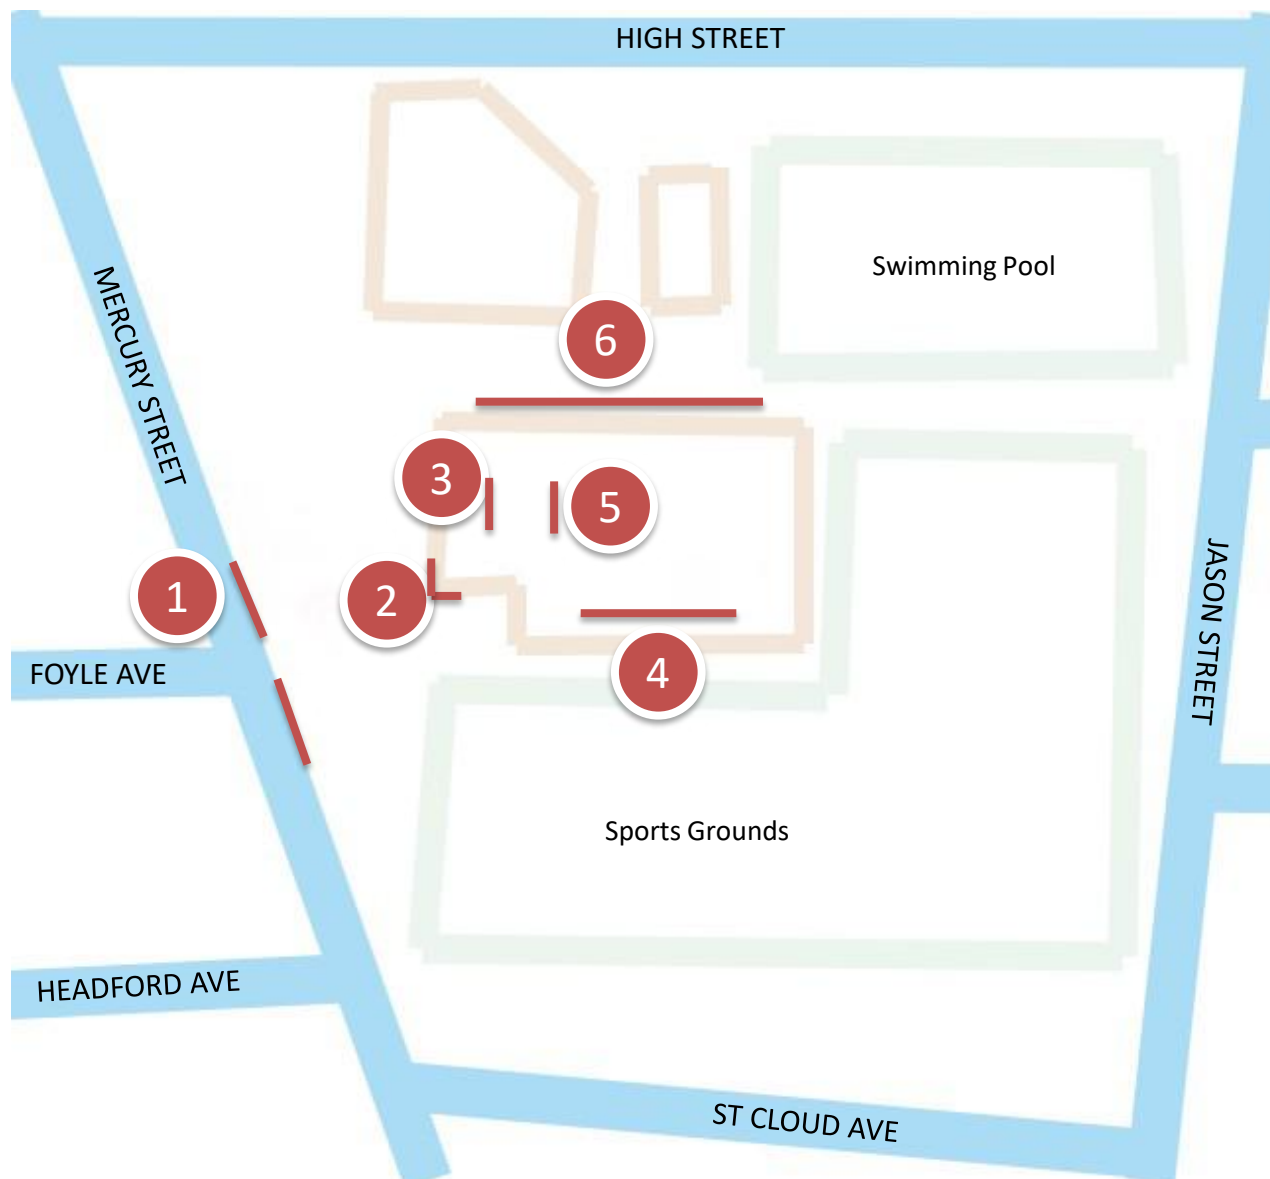 HIGH STREET
MERCURY STREET
Swimming Pool
6
3
5
1
2
JASON STREET
FOYLE AVE
4
Sports Grounds
HEADFORD AVE
ST CLOUD AVE